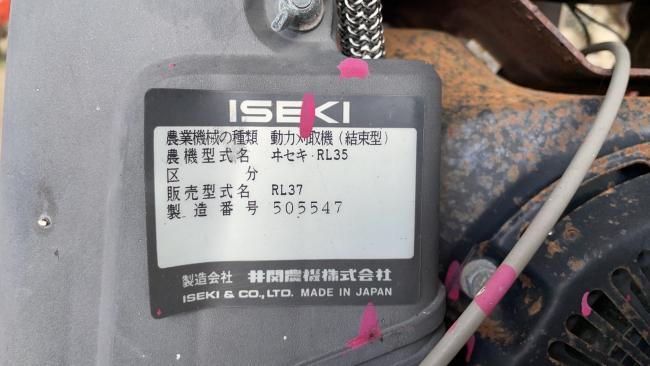 ISEKI
農業機械の種類 動力刈取機(結束型)
農機型式名 ヰセキ・RL35
区分
販売型式名 RL37
製造番号 505547
製造会社 井関農機株式会社
ISEKI & CO., LTD. MADE IN JAPAN